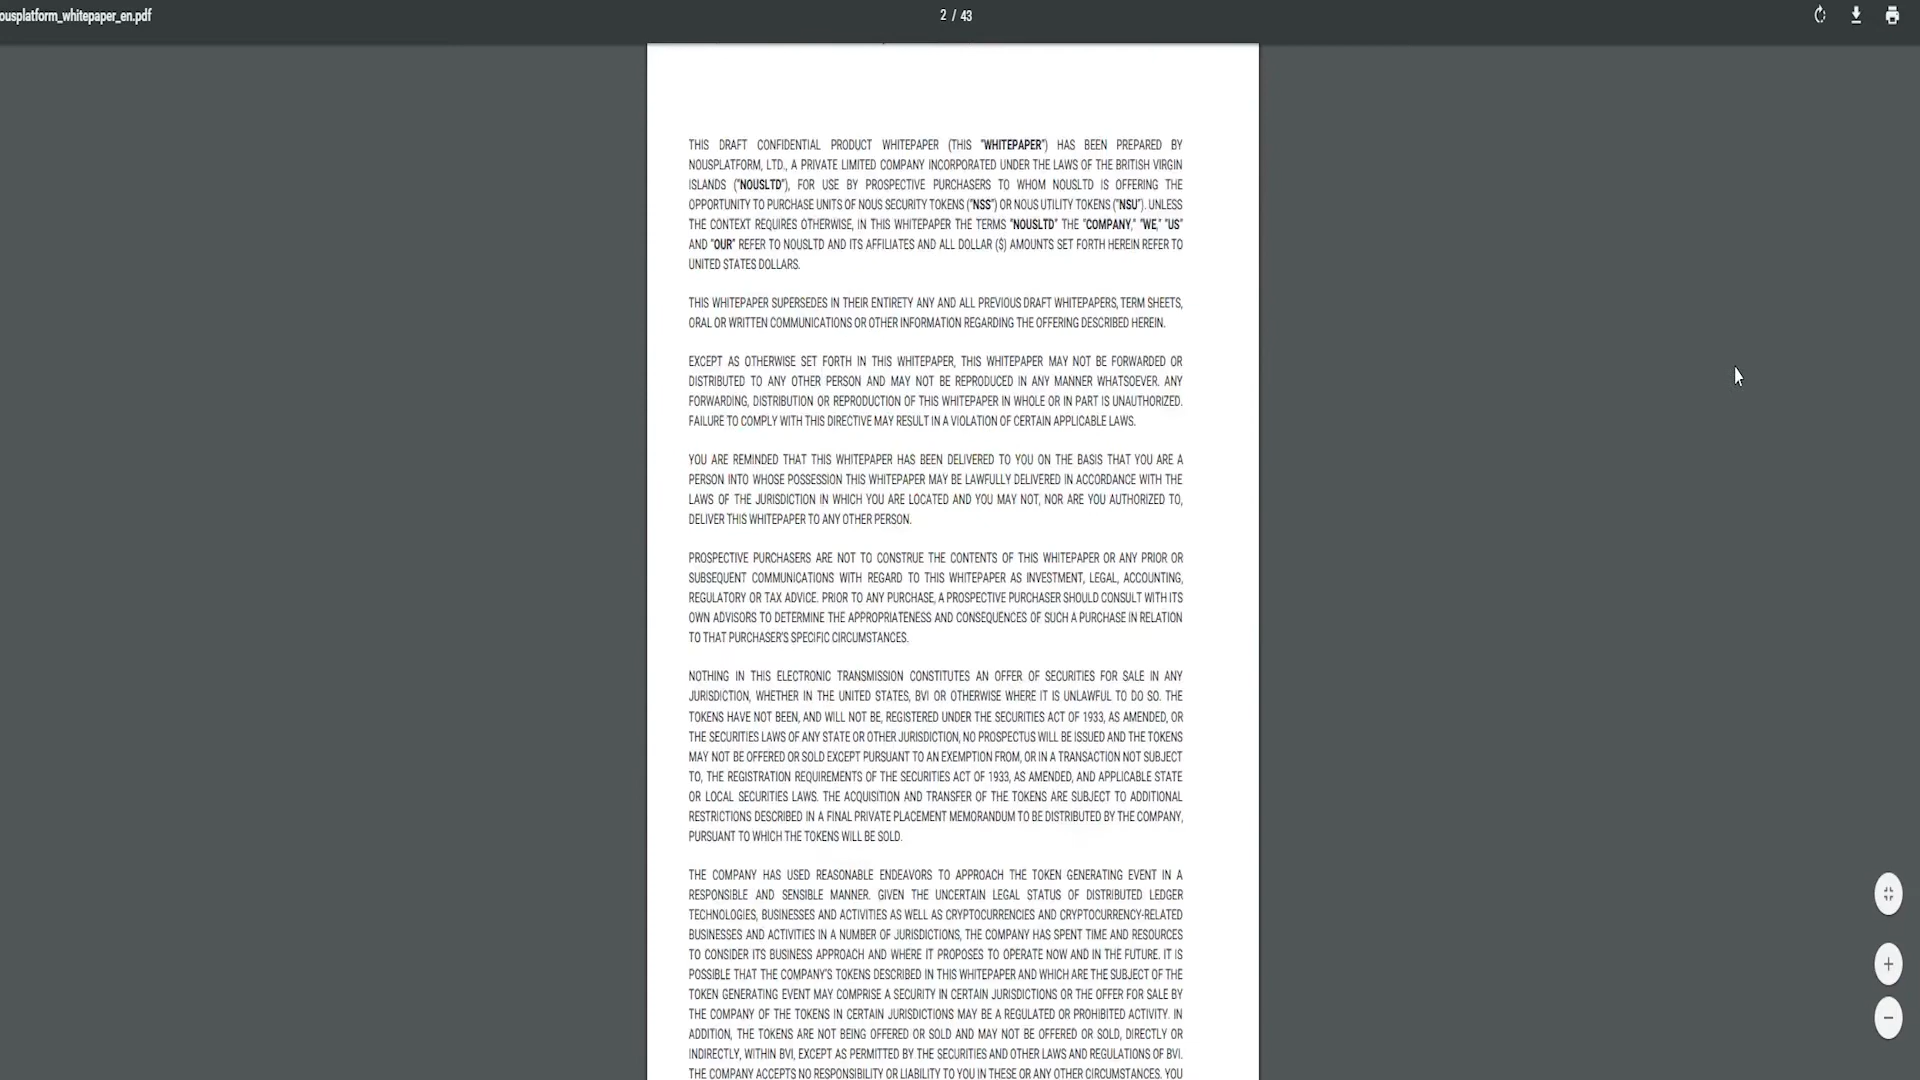 ousplatform_whitepaper_en.pdf
2 / 43
THIS DRAFT CONFIDENTIAL PRODUCT WHITEPAPER (THIS "WHITEPAPER") HAS BEEN PREPARED BY
NOUSPLATFORM, LTD., A PRIVATE LIMITED COMPANY INCORPORATED UNDER THE LAWS OF THE BRITISH VIRGIN
ISLANDS ("NOUSLTD"), FOR USE BY PROSPECTIVE PURCHASERS TO WHOM NOUSLTD IS OFFERING THE
OPPORTUNITY TO PURCHASE UNITS OF NOUS SECURITY TOKENS ("NSS") OR NOUS UTILITY TOKENS ("NSU"). UNLESS
THE CONTEXT REQUIRES OTHERWISE, IN THIS WHITEPAPER THE TERMS "NOUSLTD" THE "COMPANY," "WE," "US"
AND "OUR" REFER TO NOUSLTD AND ITS AFFILIATES AND ALL DOLLAR ($) AMOUNTS SET FORTH HEREIN REFER TO
UNITED STATES DOLLARS.
THIS WHITEPAPER SUPERSEDES IN THEIR ENTIRETY ANY AND ALL PREVIOUS DRAFT WHITEPAPERS, TERM SHEETS,
ORAL OR WRITTEN COMMUNICATIONS OR OTHER INFORMATION REGARDING THE OFFERING DESCRIBED HEREIN.
EXCEPT AS OTHERWISE SET FORTH IN THIS WHITEPAPER, THIS WHITEPAPER MAY NOT BE FORWARDED OR
DISTRIBUTED TO ANY OTHER PERSON AND MAY NOT BE REPRODUCED IN ANY MANNER WHATSOEVER. ANY
FORWARDING, DISTRIBUTION OR REPRODUCTION OF THIS WHITEPAPER IN WHOLE OR IN PART IS UNAUTHORIZED.
FAILURE TO COMPLY WITH THIS DIRECTIVE MAY RESULT IN A VIOLATION OF CERTAIN APPLICABLE LAWS.
YOU ARE REMINDED THAT THIS WHITEPAPER HAS BEEN DELIVERED TO YOU ON THE BASIS THAT YOU ARE A
PERSON INTO WHOSE POSSESSION THIS WHITEPAPER MAY BE LAWFULLY DELIVERED IN ACCORDANCE WITH THE
LAWS OF THE JURISDICTION IN WHICH YOU ARE LOCATED AND YOU MAY NOT, NOR ARE YOU AUTHORIZED TO,
DELIVER THIS WHITEPAPER TO ANY OTHER PERSON.
PROSPECTIVE PURCHASERS ARE NOT TO CONSTRUE THE CONTENTS OF THIS WHITEPAPER OR ANY PRIOR OR
SUBSEQUENT COMMUNICATIONS WITH REGARD TO THIS WHITEPAPER AS INVESTMENT, LEGAL, ACCOUNTING,
REGULATORY OR TAX ADVICE. PRIOR TO ANY PURCHASE, A PROSPECTIVE PURCHASER SHOULD CONSULT WITH ITS
OWN ADVISORS TO DETERMINE THE APPROPRIATENESS AND CONSEQUENCES OF SUCH A PURCHASE IN RELATION
TO THAT PURCHASER'S SPECIFIC CIRCUMSTANCES.
NOTHING IN THIS ELECTRONIC TRANSMISSION CONSTITUTES AN OFFER OF SECURITIES FOR SALE IN ANY
JURISDICTION, WHETHER IN THE UNITED STATES, BVI OR OTHERWISE WHERE IT IS UNLAWFUL TO DO SO. THE
TOKENS HAVE NOT BEEN, AND WILL NOT BE, REGISTERED UNDER THE SECURITIES ACT OF 1933, AS AMENDED, OR
THE SECURITIES LAWS OF ANY STATE OR OTHER JURISDICTION, NO PROSPECTUS WILL BE ISSUED AND THE TOKENS
MAY NOT BE OFFERED OR SOLD EXCEPT PURSUANT TO AN EXEMPTION FROM, OR IN A TRANSACTION NOT SUBJECT
TO, THE REGISTRATION REQUIREMENTS OF THE SECURITIES ACT OF 1933, AS AMENDED, AND APPLICABLE STATE
OR LOCAL SECURITIES LAWS. THE ACQUISITION AND TRANSFER OF THE TOKENS ARE SUBJECT TO ADDITIONAL
RESTRICTIONS DESCRIBED IN A FINAL PRIVATE PLACEMENT MEMORANDUM TO BE DISTRIBUTED BY THE COMPANY,
PURSUANT TO WHICH THE TOKENS WILL BE SOLD.
THE COMPANY HAS USED REASONABLE ENDEAVORS TO APPROACH THE TOKEN GENERATING EVENT IN A
RESPONSIBLE AND SENSIBLE MANNER. GIVEN THE UNCERTAIN LEGAL STATUS OF DISTRIBUTED LEDGER
TECHNOLOGIES, BUSINESSES AND ACTIVITIES AS WELL AS CRYPTOCURRENCIES AND CRYPTOCURRENCY-RELATED
BUSINESSES AND ACTIVITIES IN A NUMBER OF JURISDICTIONS, THE COMPANY HAS SPENT TIME AND RESOURCES
TO CONSIDER ITS BUSINESS APPROACH AND WHERE IT PROPOSES TO OPERATE NOW AND IN THE FUTURE. IT IS
POSSIBLE THAT THE COMPANY'S TOKENS DESCRIBED IN THIS WHITEPAPER AND WHICH ARE THE SUBJECT OF THE
TOKEN GENERATING EVENT MAY COMPRISE A SECURITY IN CERTAIN JURISDICTIONS OR THE OFFER FOR SALE BY
THE COMPANY OF THE TOKENS IN CERTAIN JURISDICTIONS MAY BE A REGULATED OR PROHIBITED ACTIVITY. IN
ADDITION, THE TOKENS ARE NOT BEING OFFERED OR SOLD AND MAY NOT BE OFFERED OR SOLD, DIRECTLY OR
INDIRECTLY, WITHIN BVI, EXCEPT AS PERMITTED BY THE SECURITIES AND OTHER LAWS AND REGULATIONS OF BVI.
THE COMPANY ACCEPTS NO RESPONSIBILITY OR LIABILITY TO YOU IN THESE OR ANY OTHER CIRCUMSTANCES. YOU